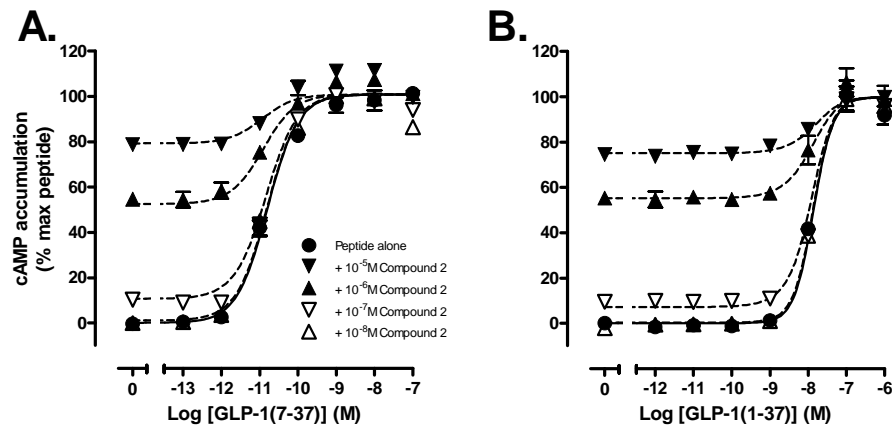 A.
B.
120
100
80
60
40
20
0
cAMP accumulation
(% max peptide)
0 -13 -12 -11 -10 -9 -8 -7
Log [GLP-1(7-37)] (M)
Peptide alone
+ 10⁻⁵M Compound 2
+ 10⁻⁶M Compound 2
+ 10⁻⁷M Compound 2
+ 10⁻⁸M Compound 2
120
100
80
60
40
20
0
0 -12 -11 -10 -9 -8 -7 -6
Log [GLP-1(1-37)] (M)